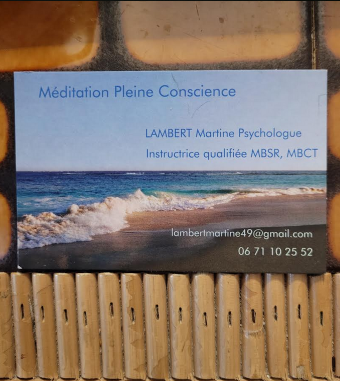 Méditation Pleine Conscience
LAMBERT Martine Psychologue
Instructrice qualifiée MBSR, MBCT
lambertmartine49@gmail.com
06 71 10 25 52